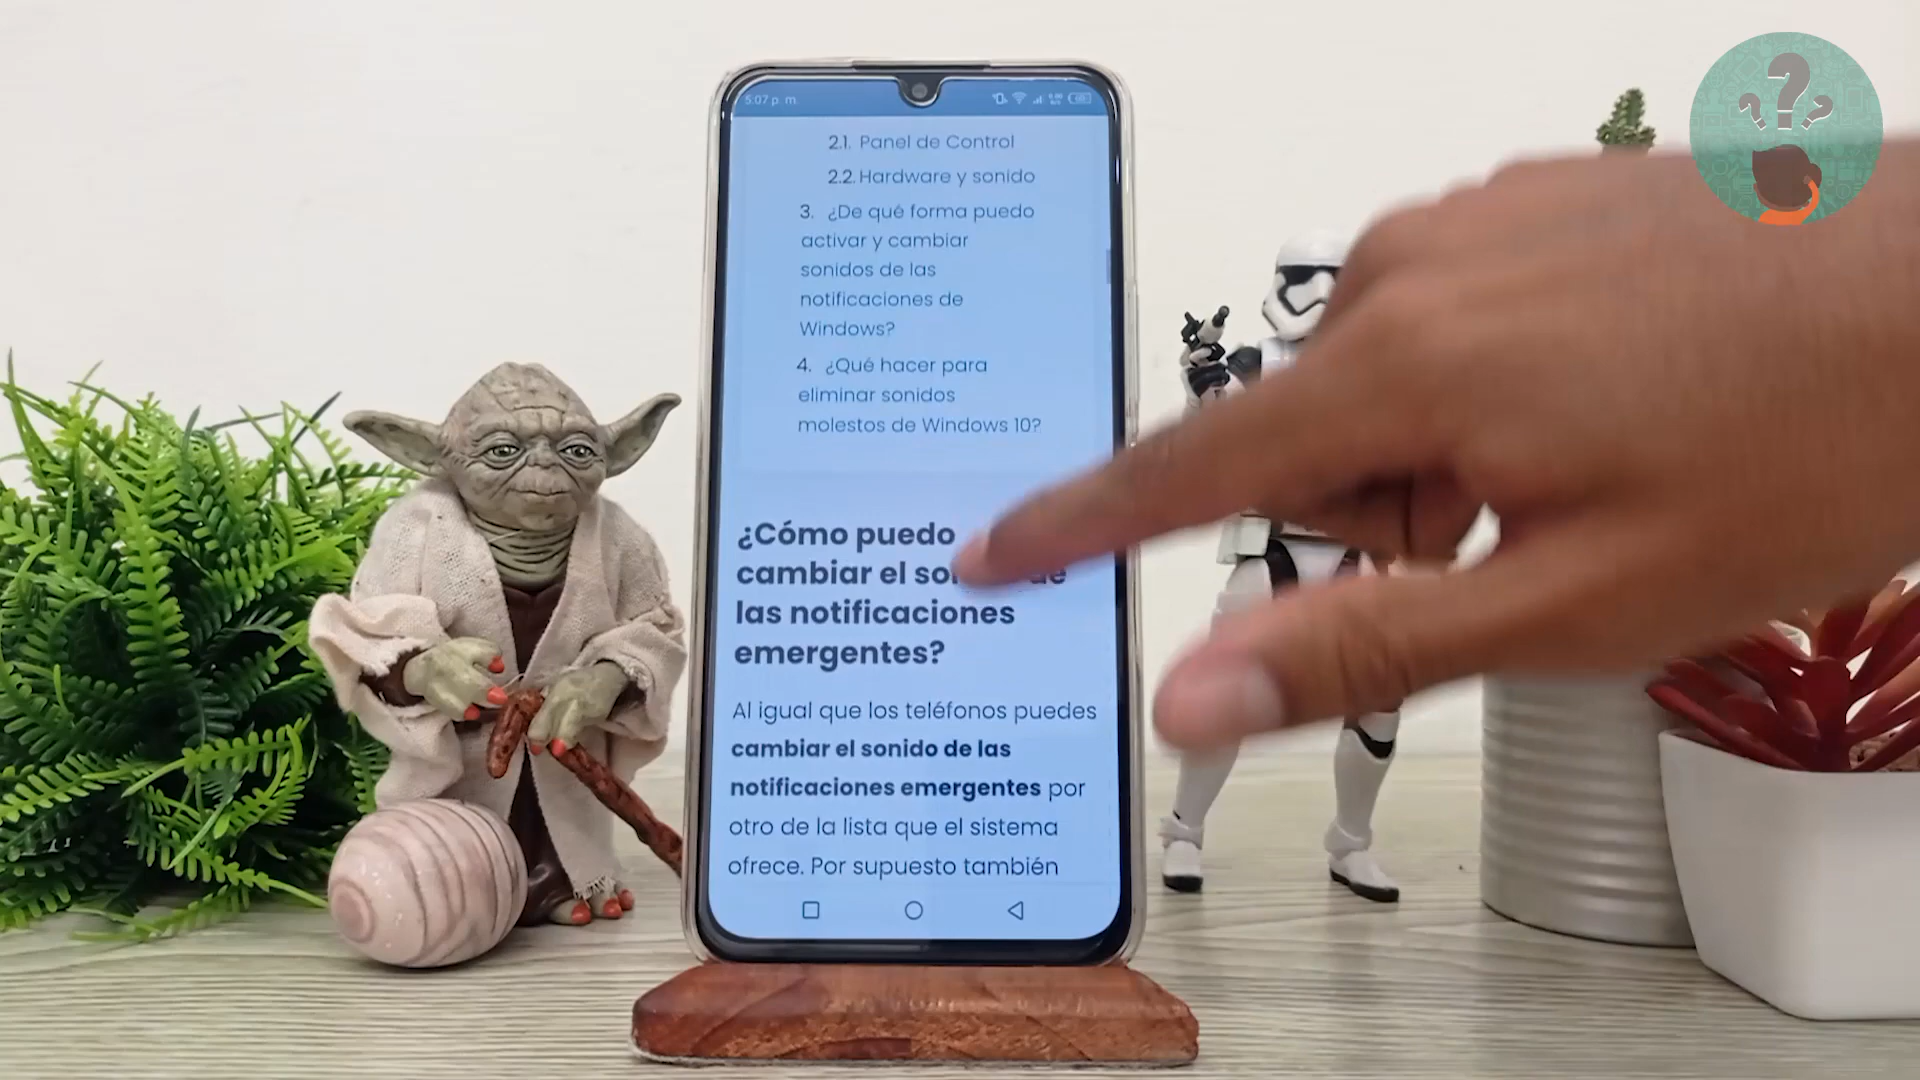 5:07 p. m.
2.1. Panel de Control
2.2. Hardware y sonido
3. ¿De qué forma puedo
activar y cambiar
sonidos de las
notificaciones de
Windows?
4. ¿Qué hacer para
eliminar sonidos
molestos de Windows 10?
¿Cómo puedo
cambiar el de
las notificaciones
emergentes?
Al igual que los teléfonos puedes
cambiar el sonido de las
notificaciones emergentes por
otro de la lista que el sistema
ofrece. Por supuesto también